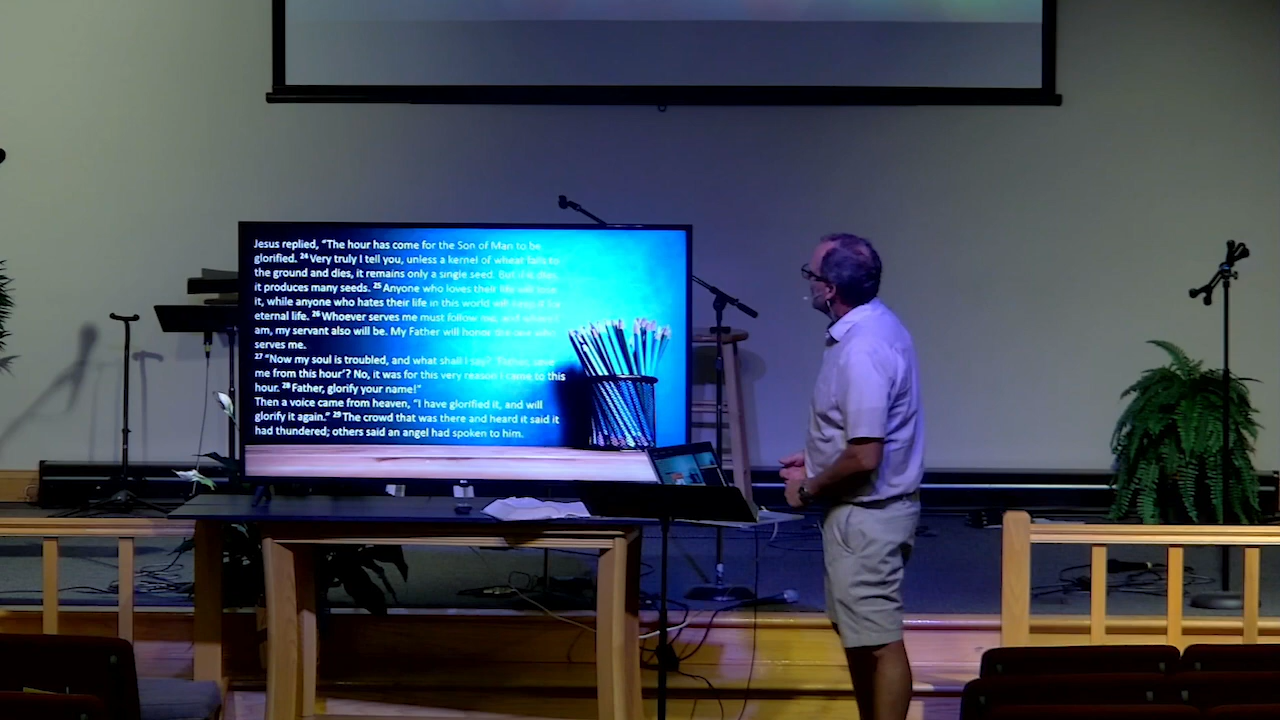 Jesus replied, “The hour has come for the Son of Man to be
glorified. 24 Very truly I tell you, unless a kernel of wheat falls to
the ground and dies, it remains only a single seed. But if it dies,
it produces many seeds. 25 Anyone who loves their life will lose
it, while anyone who hates their life in this world will keep it for
eternal life. 26 Whoever serves me must follow me; and where I
am, my servant also will be. My Father will honor the one who
serves me.
27 “Now my soul is troubled, and what shall I say? ‘Father, save
me from this hour’? No, it was for this very reason I came to this
hour. 28 Father, glorify your name!”
Then a voice came from heaven, “I have glorified it, and will
glorify it again.” 29 The crowd that was there and heard it said it
had thundered; others said an angel had spoken to him.